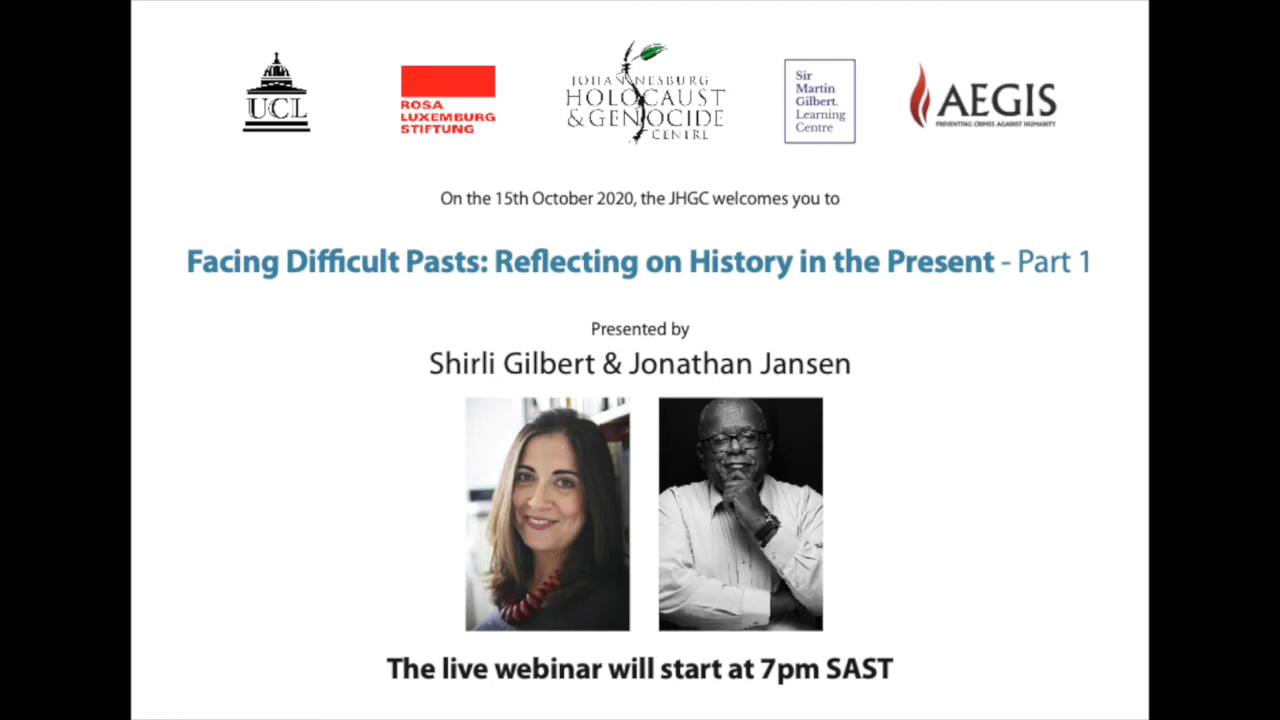 UCL
ROSA
LUXEMBURG
STIFTUNG
JOHANNESBURG
HOLOCAUST
& GENOCIDE
CENTRE
Sir
Martin
Gilbert.
Learning
Centre
AEGIS
PREVENTING CRIMES AGAINST HUMANITY
On the 15th October 2020, the JHGC welcomes you to
Facing Difficult Pasts: Reflecting on History in the Present - Part 1
Presented by
Shirli Gilbert & Jonathan Jansen
The live webinar will start at 7pm SAST